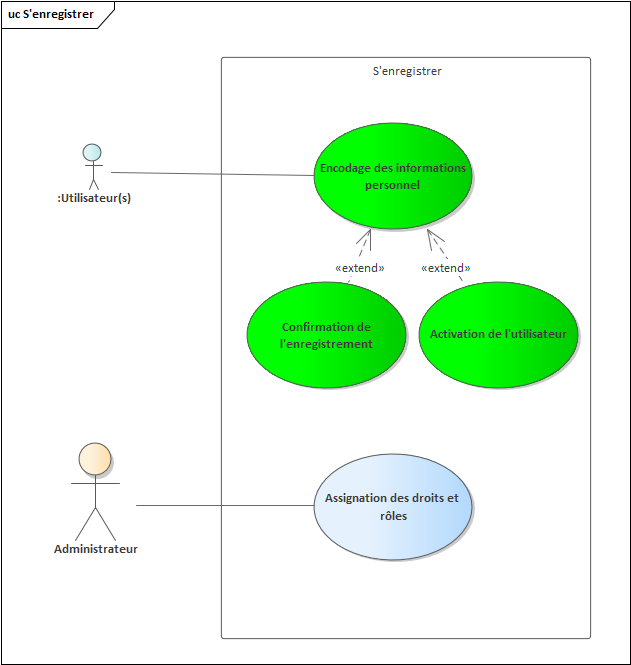 uc S'enregistrer
S'enregistrer
Encodage des informations
personnel
:Utilisateur(s)
«extend»
«extend»
Confirmation de
l'enregistrement
Activation de l'utilisateur
Assignation des droits et
rôles
Administrateur